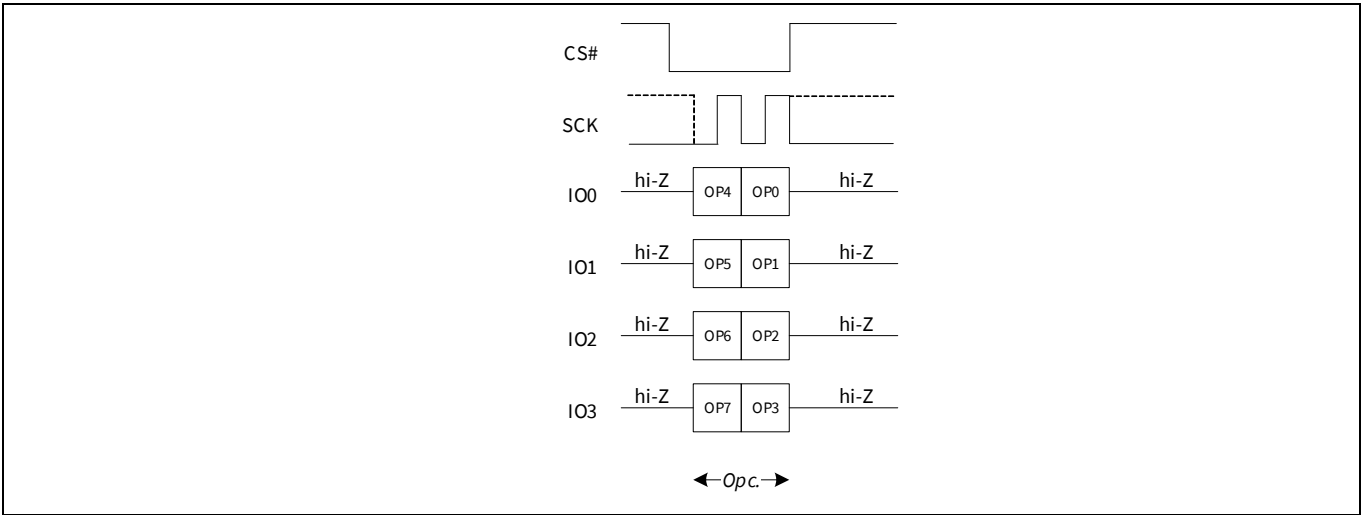 CS#
SCK
hi-Z OP4 OP0 hi-Z
IO0
hi-Z OP5 OP1 hi-Z
IO1
hi-Z OP6 OP2 hi-Z
IO2
hi-Z OP7 OP3 hi-Z
IO3
Opc.